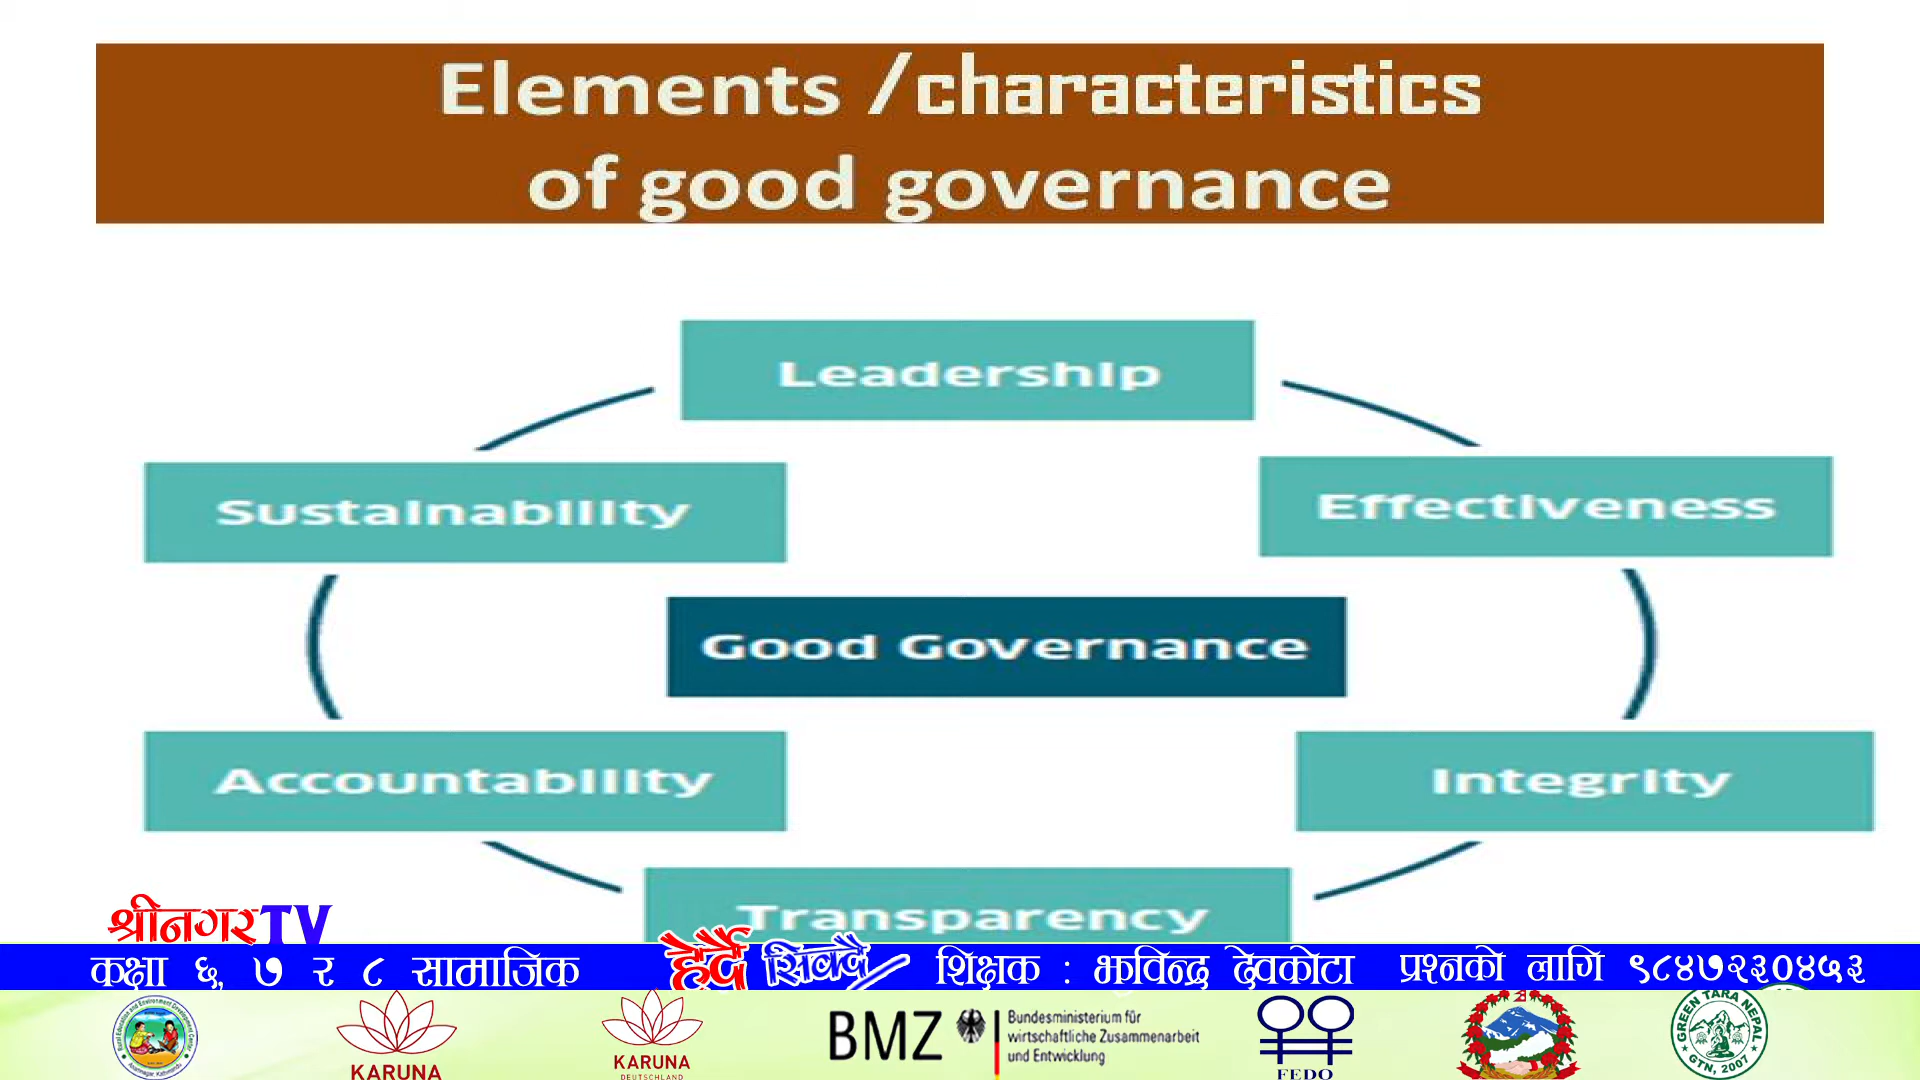 Elements /characteristics
of good governance
Leadership
Sustainability
Effectiveness
Good Governance
Accountability
Integrity
Transparency
श्रीनगरTV
कक्षा ६, ७ र ८ सामाजिक हेर्दै सिक्दै शिक्षक : झविन्द्र देवकोटा प्रश्नको लागि ९८४७२३०४५३
KARUNA
KARUNA
DEUTSCHLAND
BMZ
Bundesministerium für
wirtschaftliche Zusammenarbeit
und Entwicklung
FEDO
GREEN TARA NEPAL
GTN, 2007